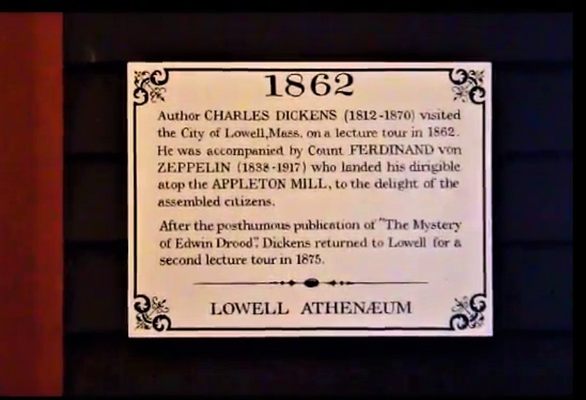 1862
Author CHARLES DICKENS (1812-1870) visited
the City of Lowell,Mass. on a lecture tour in 1862.
He was accompanied by Count FERDINAND von
ZEPPELIN (1838-1917) who landed his dirigible
atop the APPLETON MILL, to the delight of the
assembled citizens.
After the posthumous publication of "The Mystery
of Edwin Drood", Dickens returned to Lowell for a
second lecture tour in 1875.
LOWELL ATHENÆUM